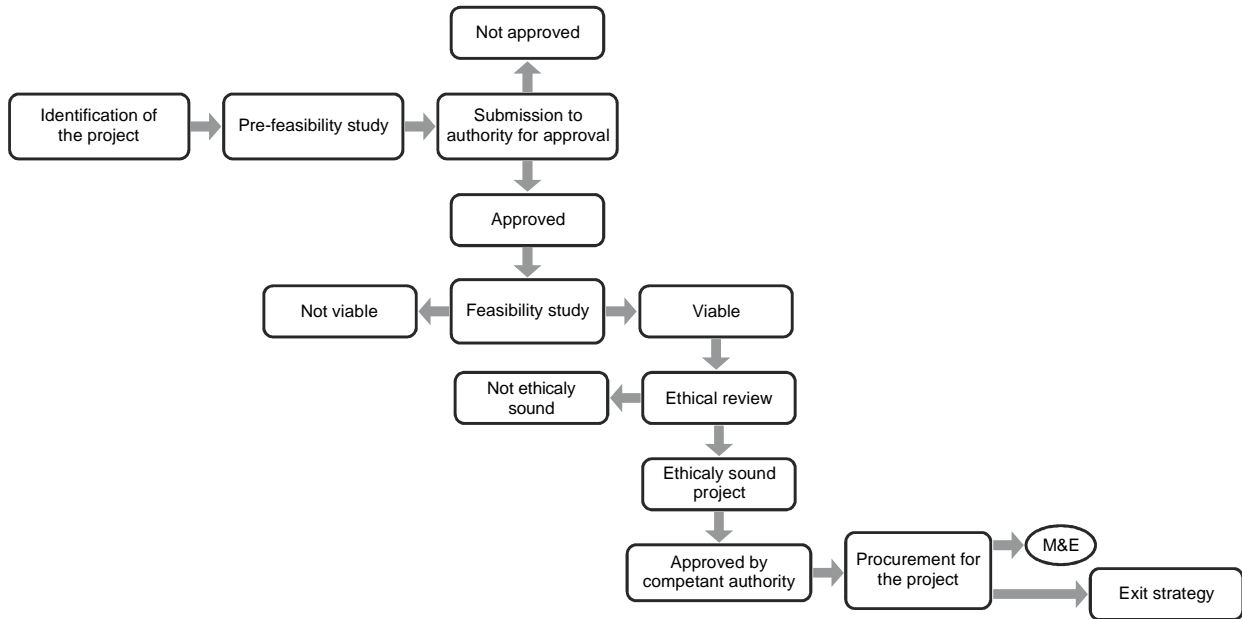 Not approved
Identification of
the project
Pre-feasibility study
Submission to
authority for approval
Approved
Not viable
Feasibility study
Viable
Not ethicaly
sound
Ethical review
Ethicaly sound
project
Approved by
competant authority
Procurement for
the project
M&E
Exit strategy